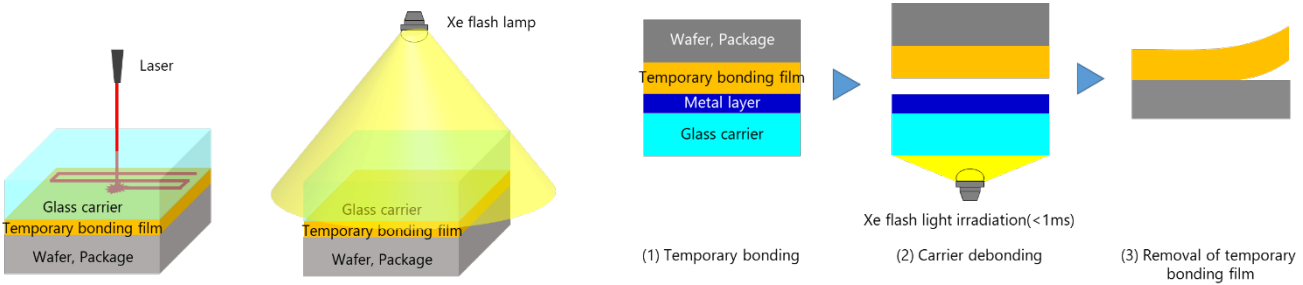 Laser
Glass carrier
Temporary bonding film
Wafer, Package
Xe flash lamp
Glass carrier
Temporary bonding film
Wafer, Package
Wafer, Package
Temporary bonding film
Metal layer
Glass carrier
(1) Temporary bonding
Xe flash light irradiation(<1ms)
(2) Carrier debonding
(3) Removal of temporary
bonding film